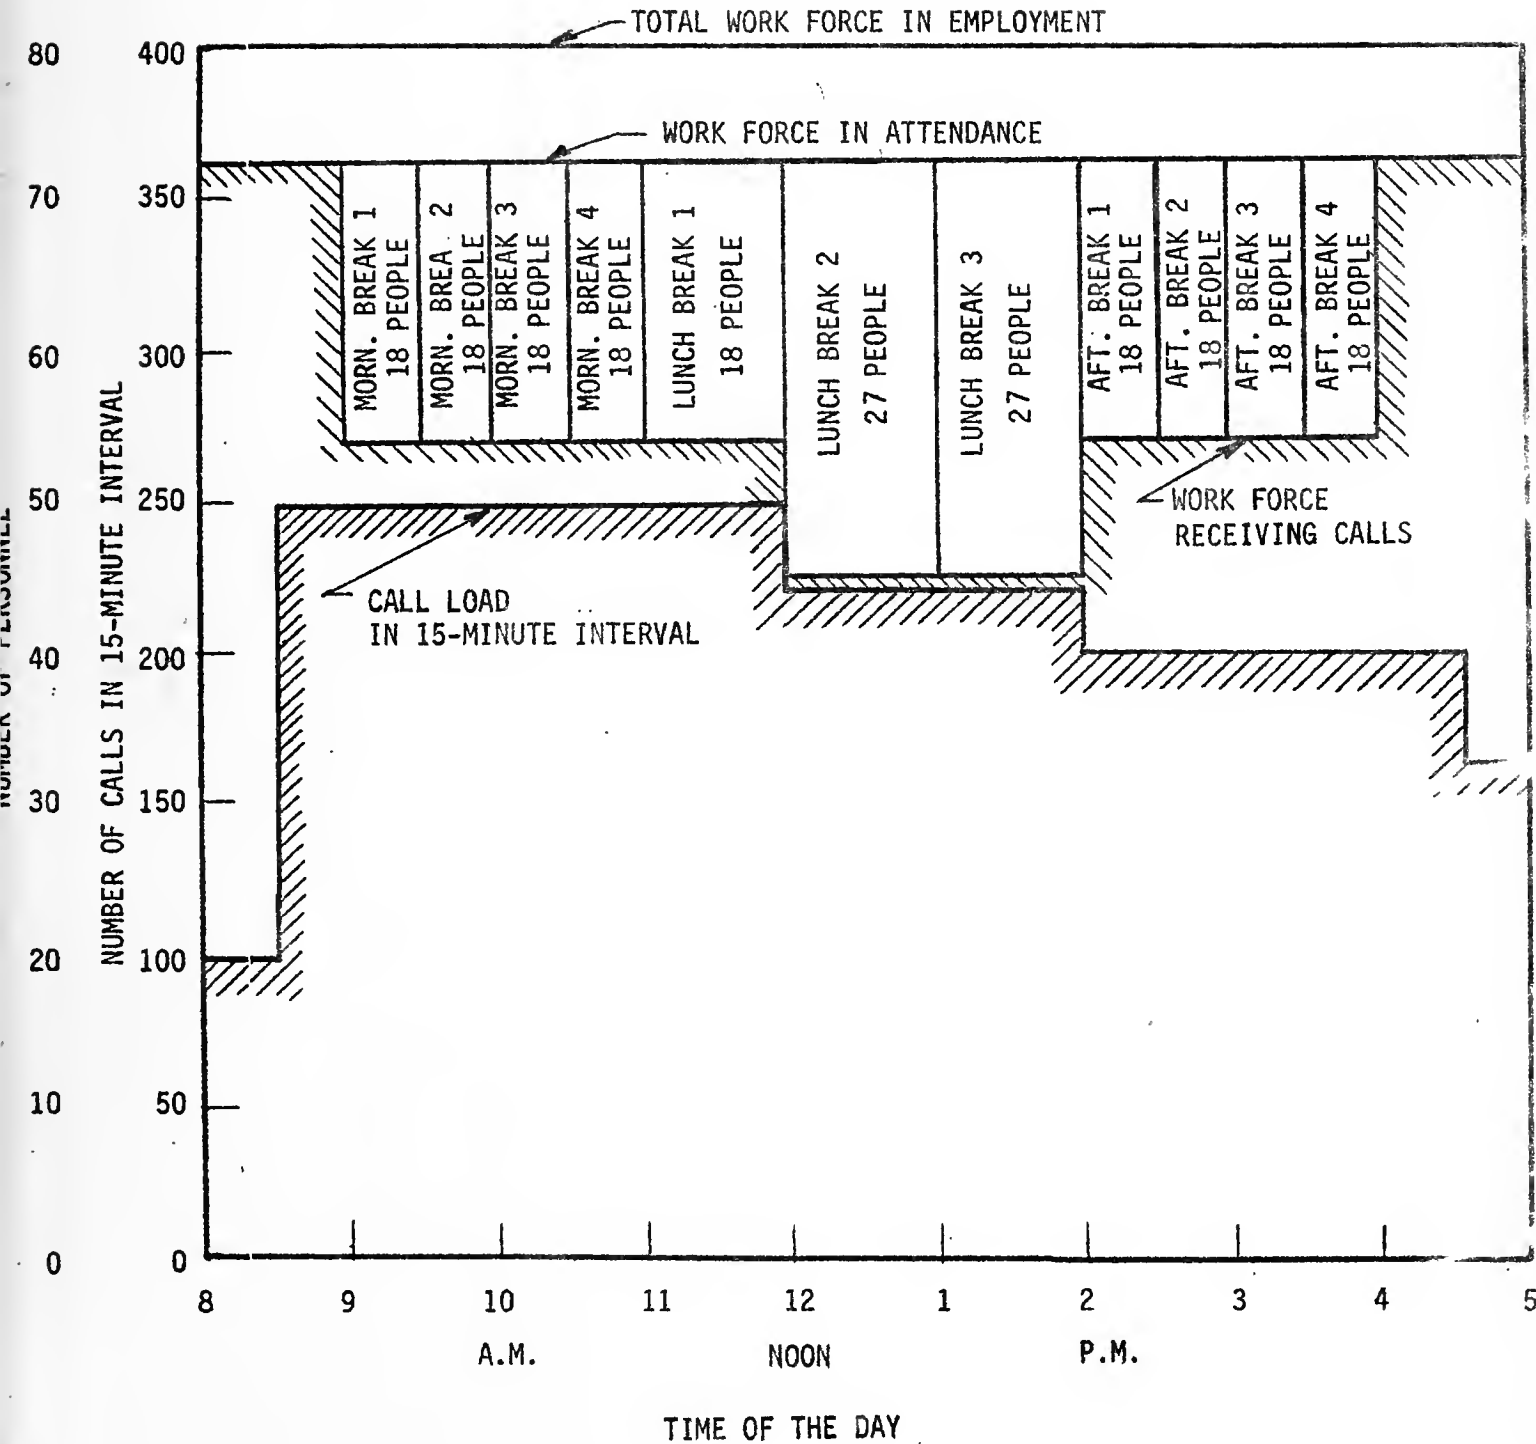 TOTAL WORK FORCE IN EMPLOYMENT
WORK FORCE IN ATTENDANCE
80
70
60
50
40
30
20
10
0
NUMBER OF CALLS IN 15-MINUTE INTERVAL
400
350
300
250
200
150
100
50
0
MORN. BREAK 1
18 PEOPLE
MORN. BREA 2
18 PEOPLE
MORN. BREAK 3
18 PEOPLE
MORN. BREAK 4
18 PEOPLE
LUNCH BREAK 1
18 PEOPLE
LUNCH BREAK 2
27 PEOPLE
LUNCH BREAK 3
27 PEOPLE
AFT. BREAK 1
18 PEOPLE
AFT. BREAK 2
18 PEOPLE
AFT. BREAK 3
18 PEOPLE
AFT. BREAK 4
18 PEOPLE
WORK FORCE
RECEIVING CALLS
CALL LOAD
IN 15-MINUTE INTERVAL
8 9 10 11 12 1 2 3 4 5
A.M. NOON P.M.
TIME OF THE DAY